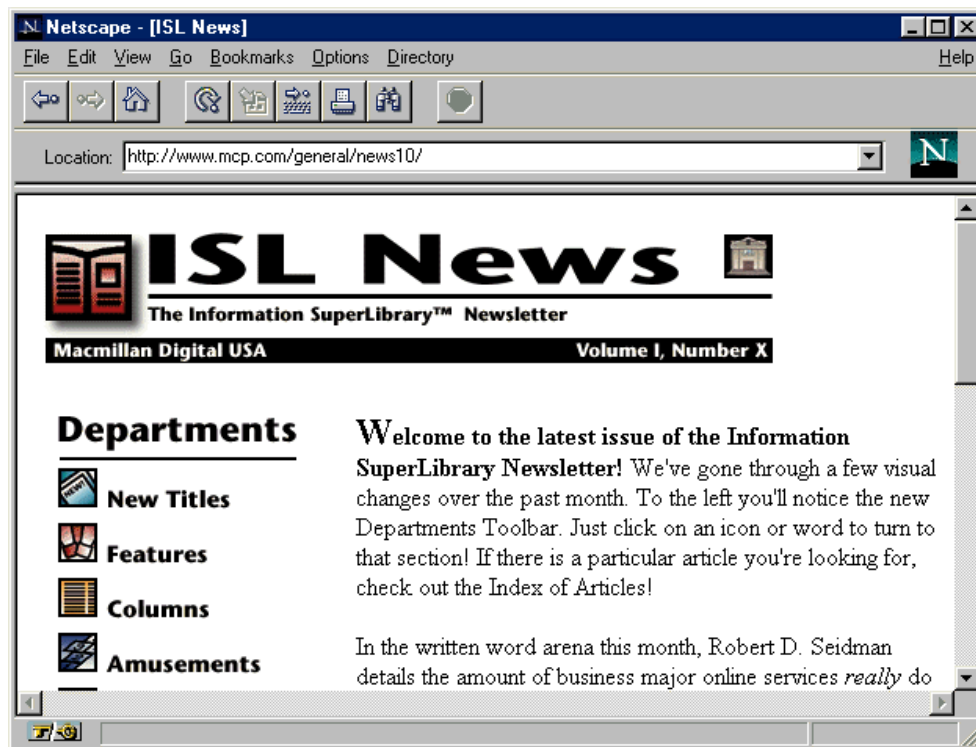 Netscape - [ISL News]
File Edit View Go Bookmarks Options Directory Help
Location: http://www.mcp.com/general/news10/
N
ISL News
The Information SuperLibrary™ Newsletter
Macmillan Digital USA Volume I, Number X
Departments
New Titles
Features
Columns
Amusements
Welcome to the latest issue of the Information
SuperLibrary Newsletter! We've gone through a few visual
changes over the past month. To the left you'll notice the new
Departments Toolbar. Just click on an icon or word to turn to
that section! If there is a particular article you're looking for,
check out the Index of Articles!
In the written word arena this month, Robert D. Seidman
details the amount of business major online services really do